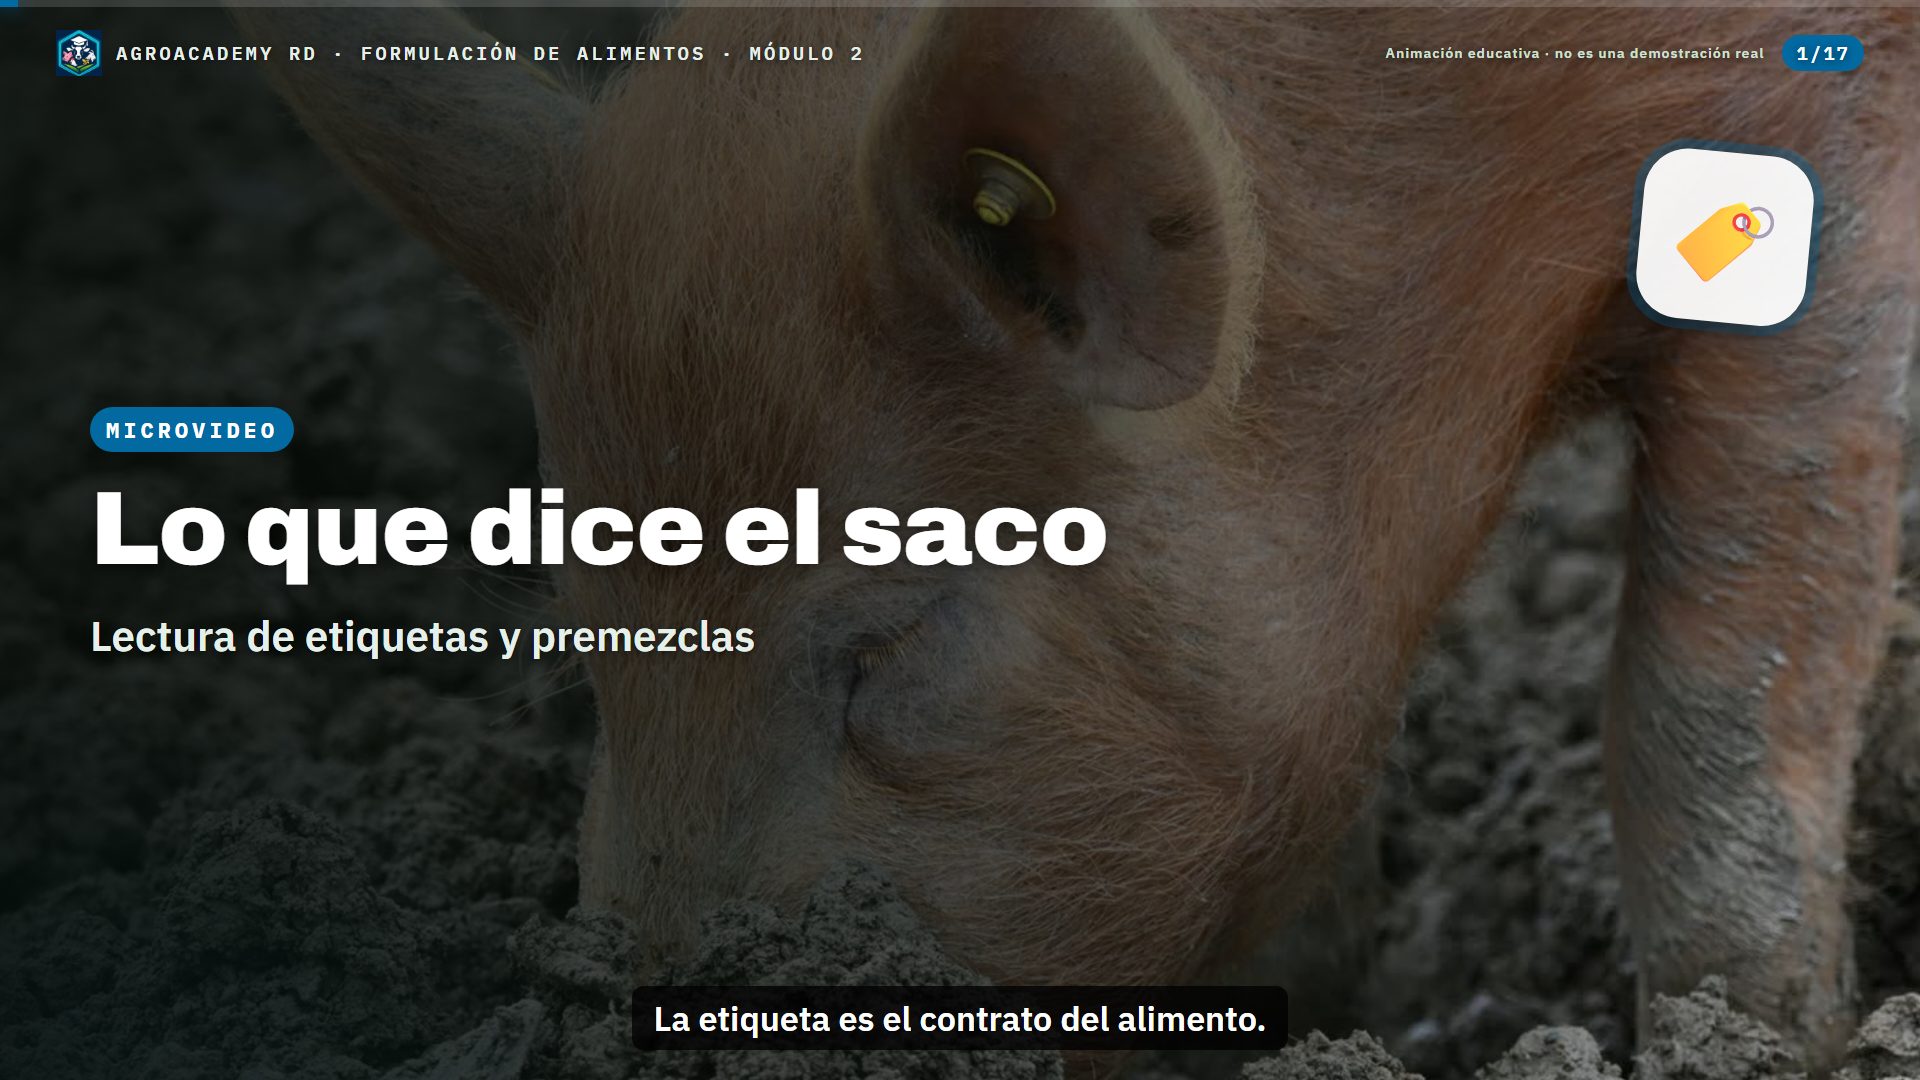 AGROACADEMY RD · FORMULACIÓN DE ALIMENTOS · MÓDULO 2
Animación educativa · no es una demostración real
1/17
MICROVIDEO
Lo que dice el saco
Lectura de etiquetas y premezclas
La etiqueta es el contrato del alimento.